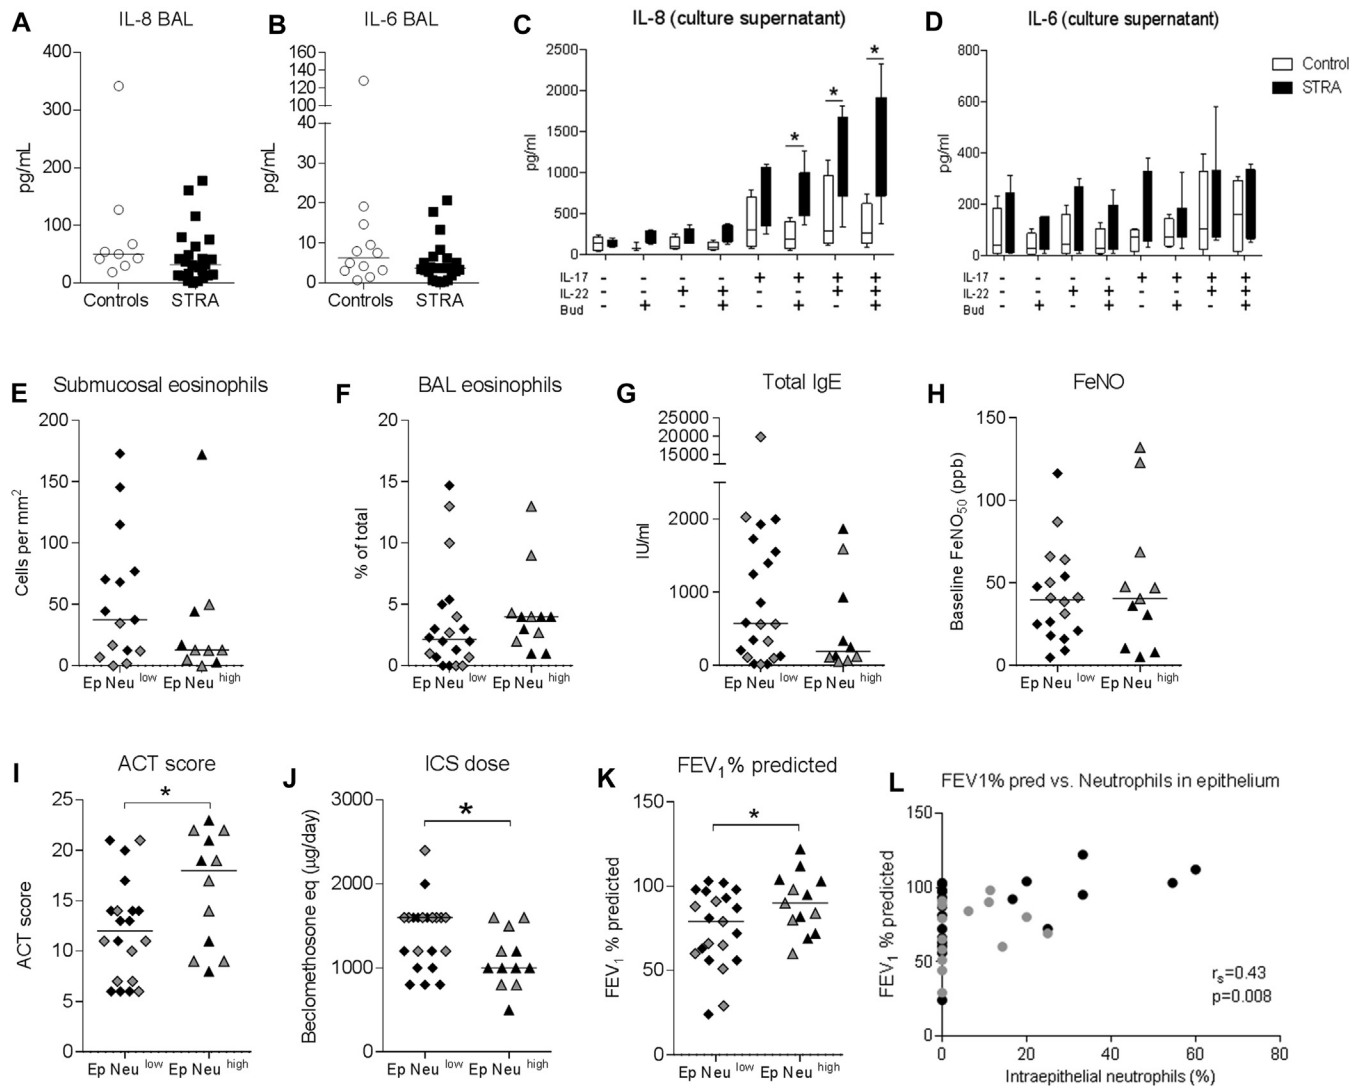 A IL-8 BAL
pg/mL
400
300
200
100
0
Controls STRA
B IL-6 BAL
pg/mL
160
140
120
100
40
30
20
10
0
Controls STRA
C IL-8 (culture supernatant)
pg/ml
2500
2000
1500
1000
500
0
* * *
IL-17 - - - - + + + +
IL-22 - - + + - - + +
Bud - + - + - + - +
D IL-6 (culture supernatant)
pg/ml
800
600
400
200
0
IL-17 - - - - + + + +
IL-22 - - + + - - + +
Bud - + - + - + - +
Control
STRA
E Submucosal eosinophils
Cells per mm2
200
150
100
50
0
Ep Neu low Ep Neu high
F BAL eosinophils
% of total
20
15
10
5
0
Ep Neu low Ep Neu high
G Total IgE
IU/ml
25000
20000
15000
2000
1000
0
Ep Neu low Ep Neu high
H FeNO
Baseline FeNO50 (ppb)
150
100
50
0
Ep Neu low Ep Neu high
I ACT score
ACT score
25
20
15
10
5
0
*
Ep Neu low Ep Neu high
J ICS dose
Beclomethosone eq (µg/day)
3000
2000
1000
0
*
Ep Neu low Ep Neu high
K FEV1% predicted
FEV1 % predicted
150
100
50
0
*
Ep Neu low Ep Neu high
L FEV1% pred vs. Neutrophils in epithelium
FEV1 % predicted
150
100
50
0
rs=0.43
p=0.008
0 20 40 60 80
Intraepithelial neutrophils (%)